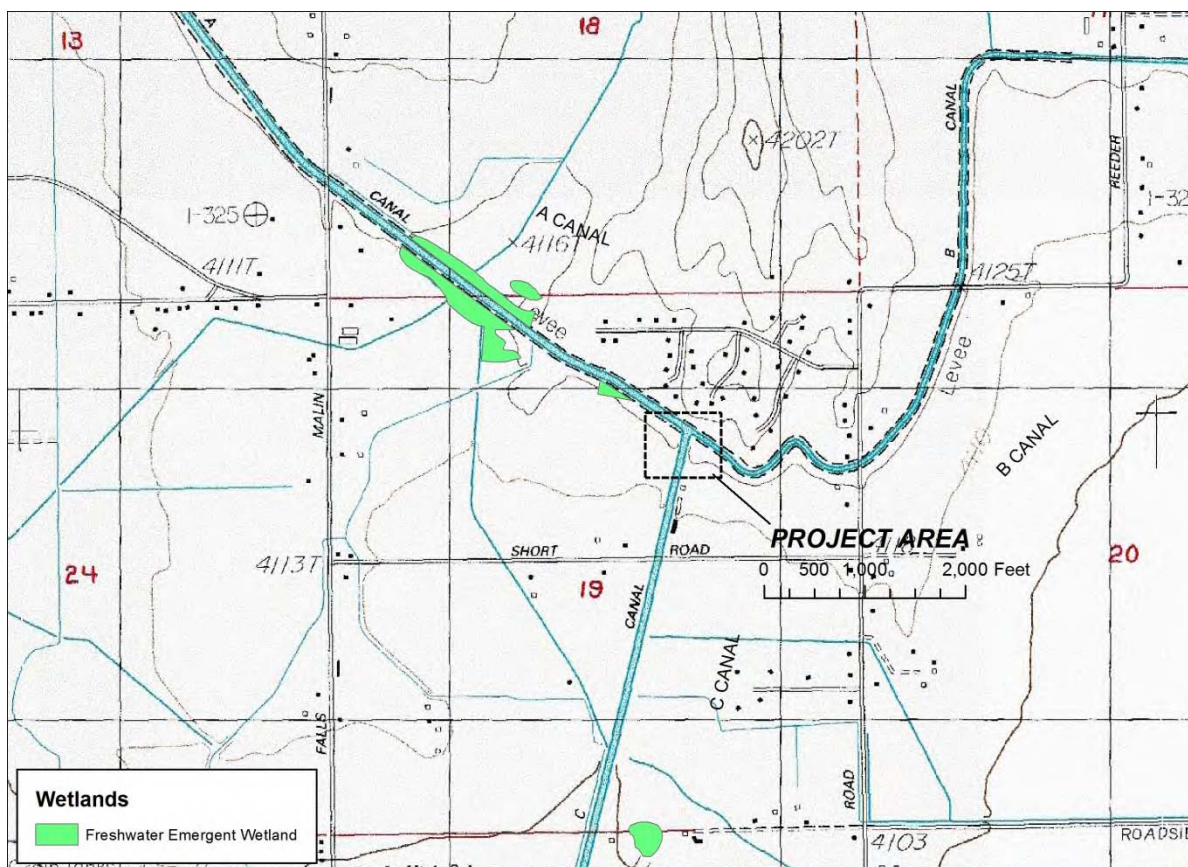 13
18
A
CANAL
CANAL
B
REEDER
×4202T
1-325
A CANAL
×4116T
4111T
4125T
Levee
MALIN
B CANAL
PROJECT AREA
0 500 1,000 2,000 Feet
4113T
SHORT ROAD
24
19
20
CANAL
C CANAL
FALLS
C
ROAD
4103
Wetlands
Freshwater Emergent Wetland